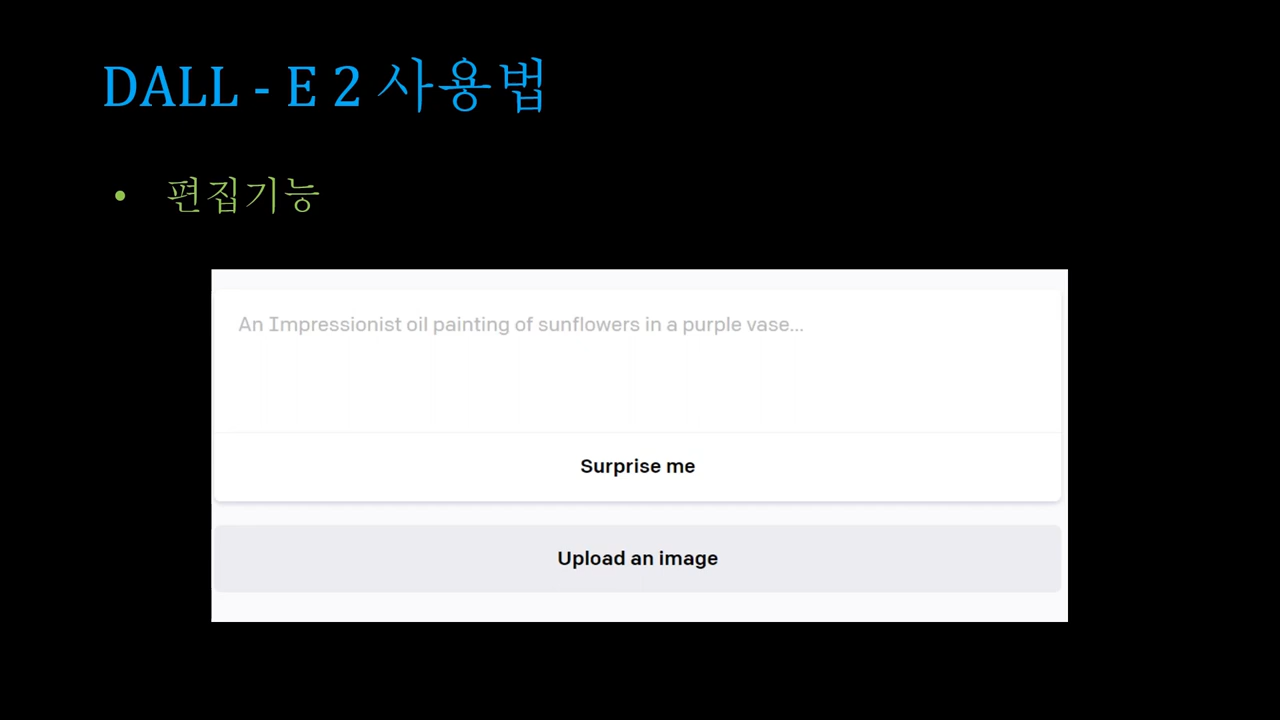 DALL - E 2 사용법
• 편집기능
An Impressionist oil painting of sunflowers in a purple vase...
Surprise me
Upload an image